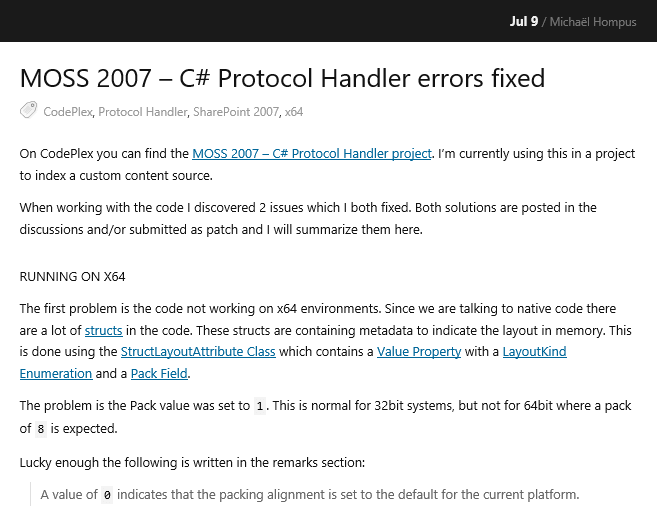 Jul 9 / Michaël Hompus
MOSS 2007 – C# Protocol Handler errors fixed
CodePlex, Protocol Handler, SharePoint 2007, x64
On CodePlex you can find the MOSS 2007 – C# Protocol Handler project. I'm currently using this in a project
to index a custom content source.
When working with the code I discovered 2 issues which I both fixed. Both solutions are posted in the
discussions and/or submitted as patch and I will summarize them here.
RUNNING ON X64
The first problem is the code not working on x64 environments. Since we are talking to native code there
are a lot of structs in the code. These structs are containing metadata to indicate the layout in memory. This
is done using the StructLayoutAttribute Class which contains a Value Property with a LayoutKind
Enumeration and a Pack Field.
The problem is the Pack value was set to 1. This is normal for 32bit systems, but not for 64bit where a pack
of 8 is expected.
Lucky enough the following is written in the remarks section:
A value of 0 indicates that the packing alignment is set to the default for the current platform.